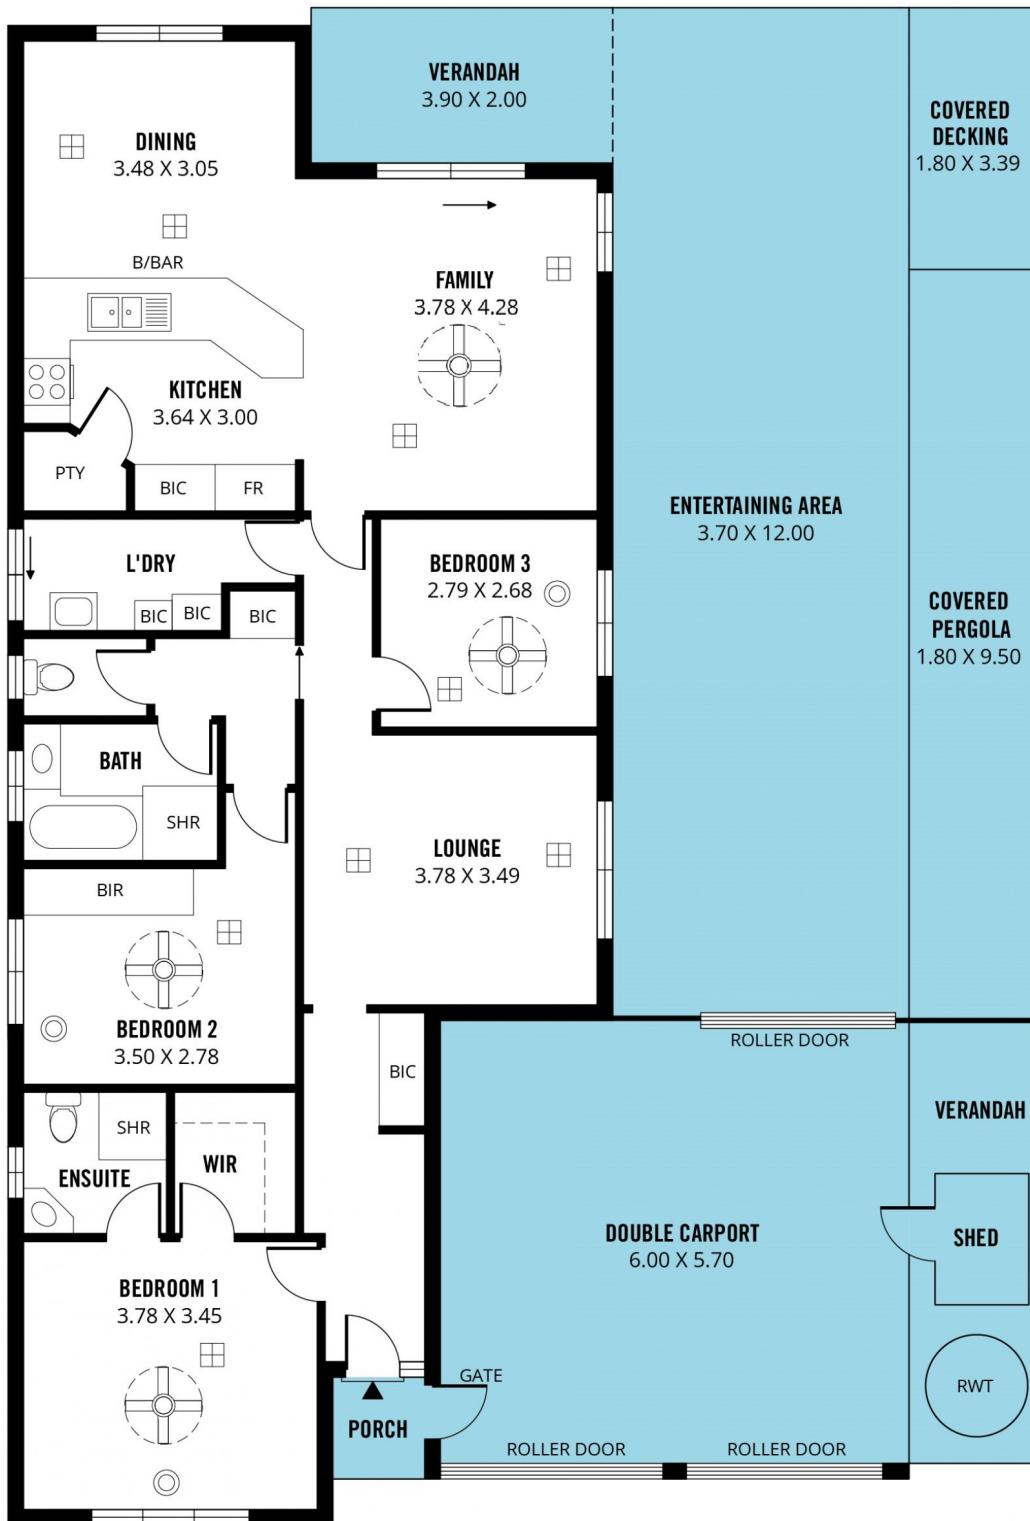 VERANDAH
3.90 X 2.00
COVERED
DECKING
1.80 X 3.39
DINING
3.48 X 3.05
B/BAR
FAMILY
3.78 X 4.28
KITCHEN
3.64 X 3.00
PTY
BIC
FR
ENTERTAINING AREA
3.70 X 12.00
L'DRY
BEDROOM 3
2.79 X 2.68
BIC
BIC
BIC
COVERED
PERGOLA
1.80 X 9.50
BATH
SHR
LOUNGE
3.78 X 3.49
BIR
BEDROOM 2
3.50 X 2.78
ROLLER DOOR
BIC
VERANDAH
SHR
ENSUITE
WIR
DOUBLE CARPORT
6.00 X 5.70
SHED
BEDROOM 1
3.78 X 3.45
GATE
RWT
PORCH
ROLLER DOOR
ROLLER DOOR